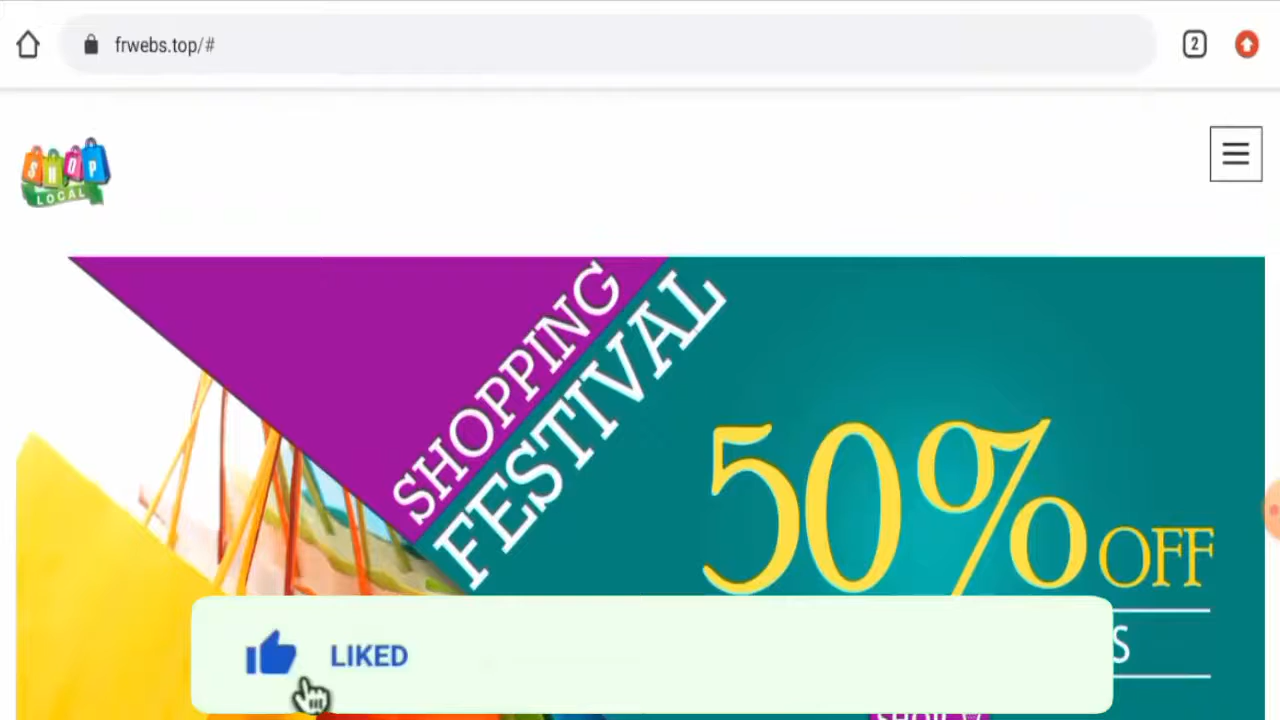 frwebs.top/#
2
SHOP
LOCAL
SHOPPING
FESTIVAL
50% OFF
LIKED